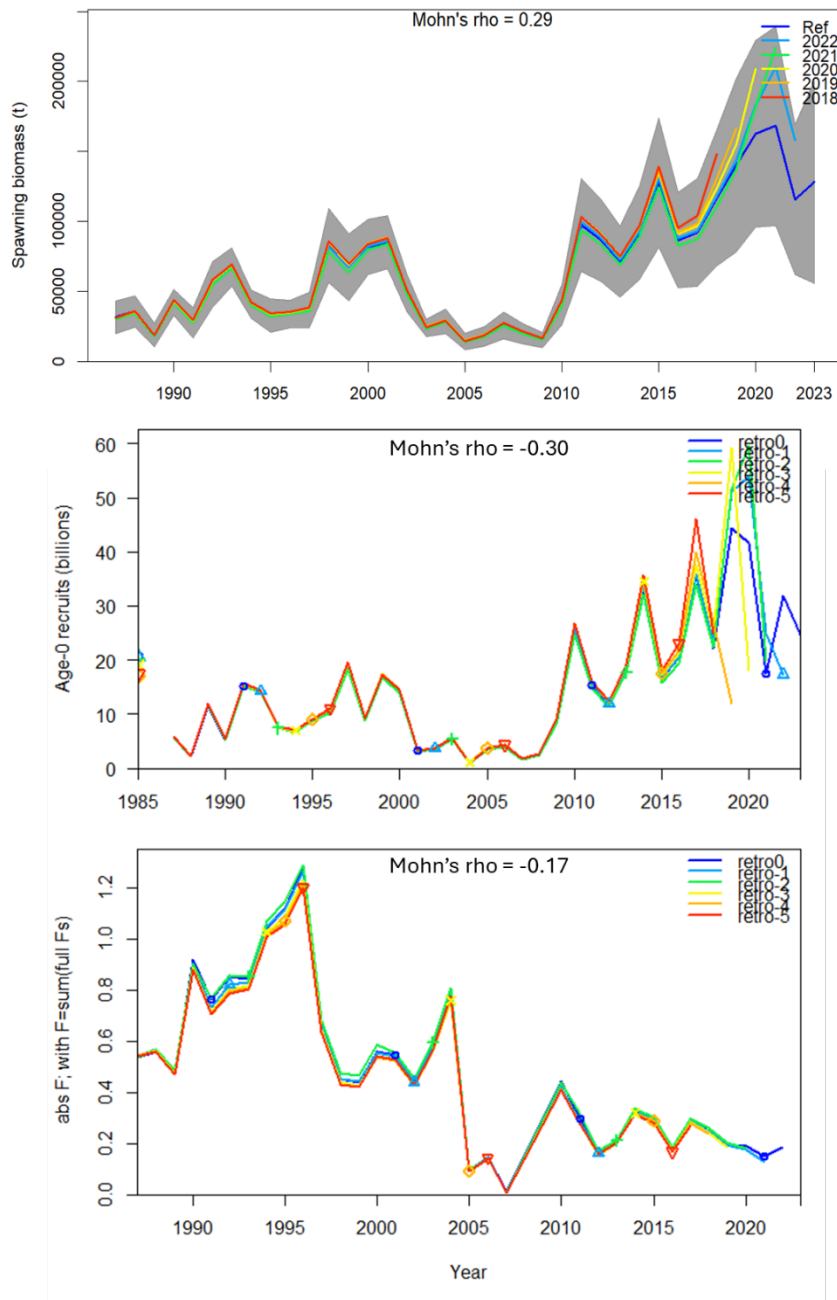 Mohn's rho = 0.29
Ref
2022
2021
2020
2019
2018
Spawning biomass (t)
200000
100000
50000
0
1990 1995 2000 2005 2010 2015 2020 2023
Mohn's rho = -0.30
retro0
retro-1
retro-2
retro-3
retro-4
retro-5
Age-0 recruits (billions)
60
50
40
30
20
10
0
1985 1990 1995 2000 2005 2010 2015 2020
Mohn's rho = -0.17
retro0
retro-1
retro-2
retro-3
retro-4
retro-5
abs F; with F=sum(full Fs)
1.2
1.0
0.8
0.6
0.4
0.2
0.0
1990 1995 2000 2005 2010 2015 2020
Year